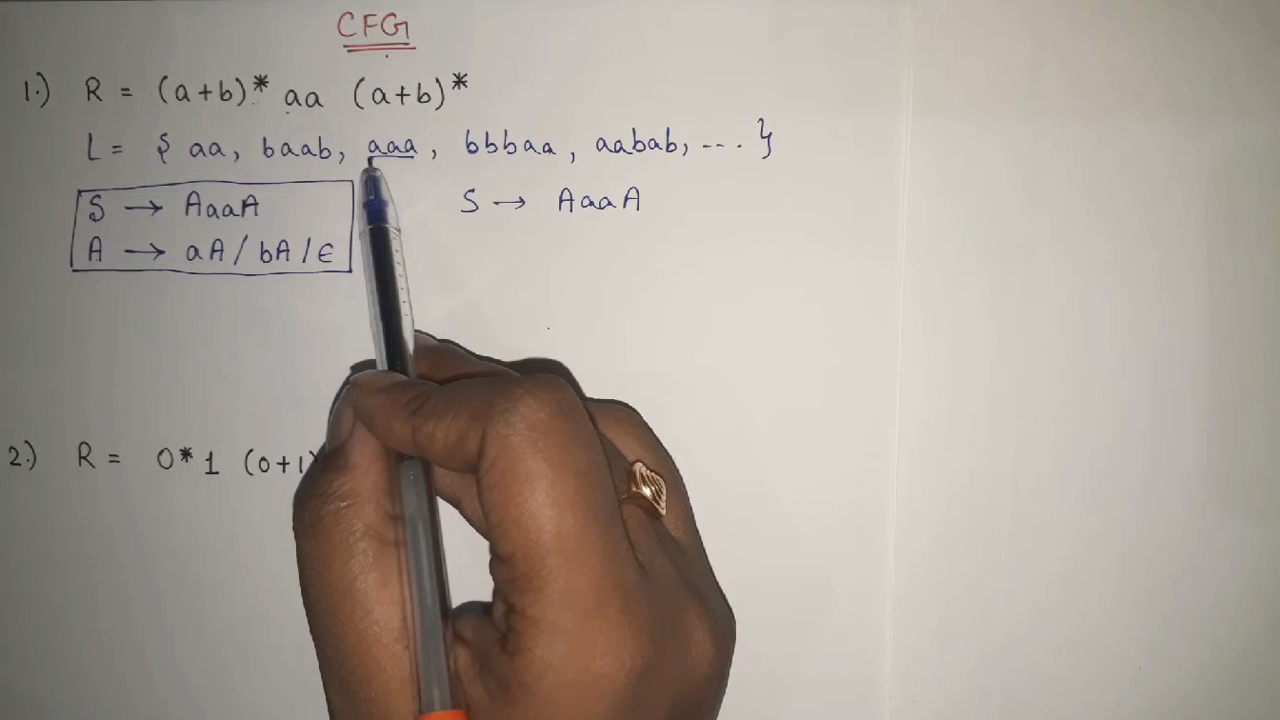 CFG
1.) R = (a+b)* aa (a+b)*
L = { aa, baab, aaa, bbbaa, aabab, --- }
S → AaaA
A → aA / bA / ϵ
S → AaaA
2.) R = 0*1 (0+1)